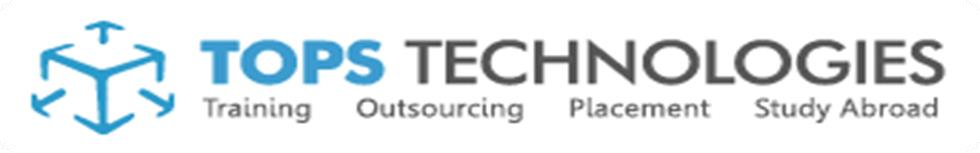 TOPS TECHNOLOGIES
Training Outsourcing Placement Study Abroad